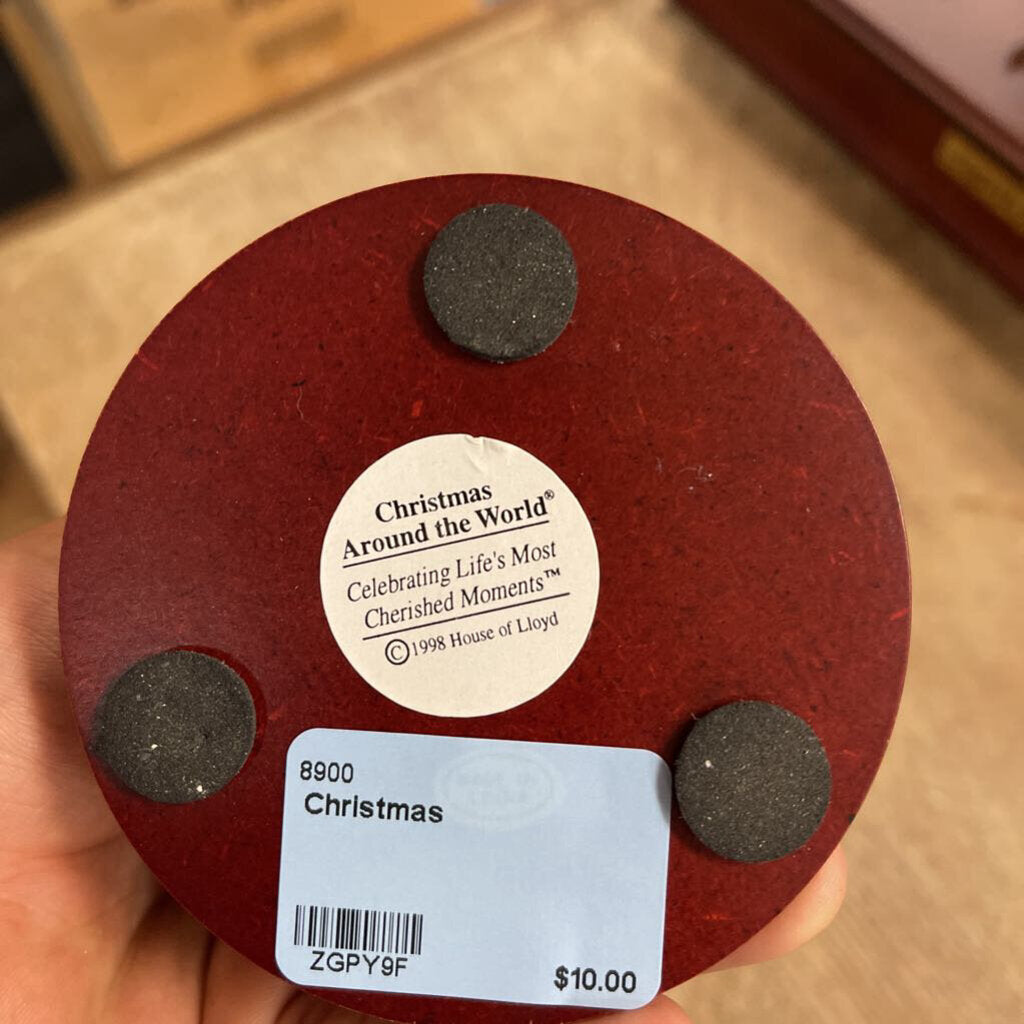 Christmas
Around the World®
Celebrating Life's Most
Cherished Moments™
©1998 House of Lloyd
8900
Christmas
ZGPY9F
$10.00